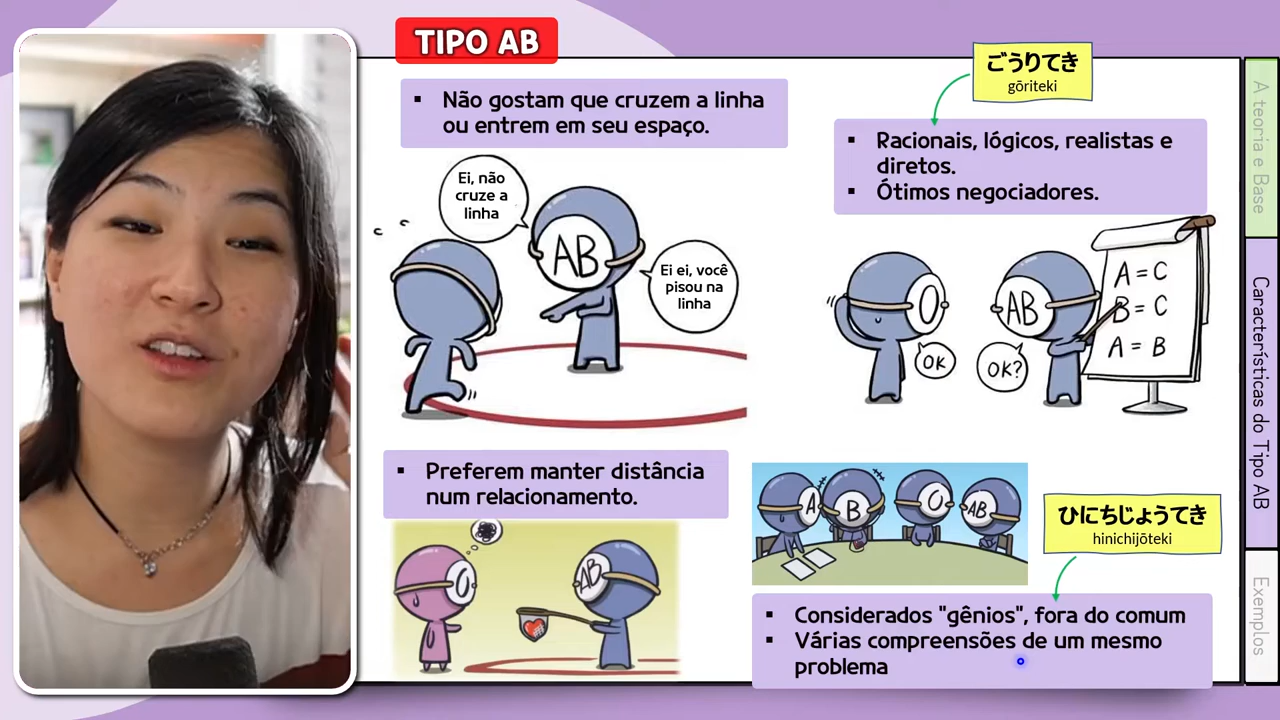 TIPO AB
▪ Não gostam que cruzem a linha
ou entrem em seu espaço.
Ei, não
cruze a
linha
AB
Ei ei, você
pisou na
linha
ごうりてき
gōriteki
▪ Racionais, lógicos, realistas e
diretos.
▪ Ótimos negociadores.
O
OK
AB
OK?
A = C
B = C
A = B
▪ Preferem manter distância
num relacionamento.
O
AB
A
B
O
AB
ひにちじょうてき
hinichijōteki
▪ Considerados "gênios", fora do comum
▪ Várias compreensões de um mesmo
problema
A teoria e Base
Características do Tipo AB
Exemplos